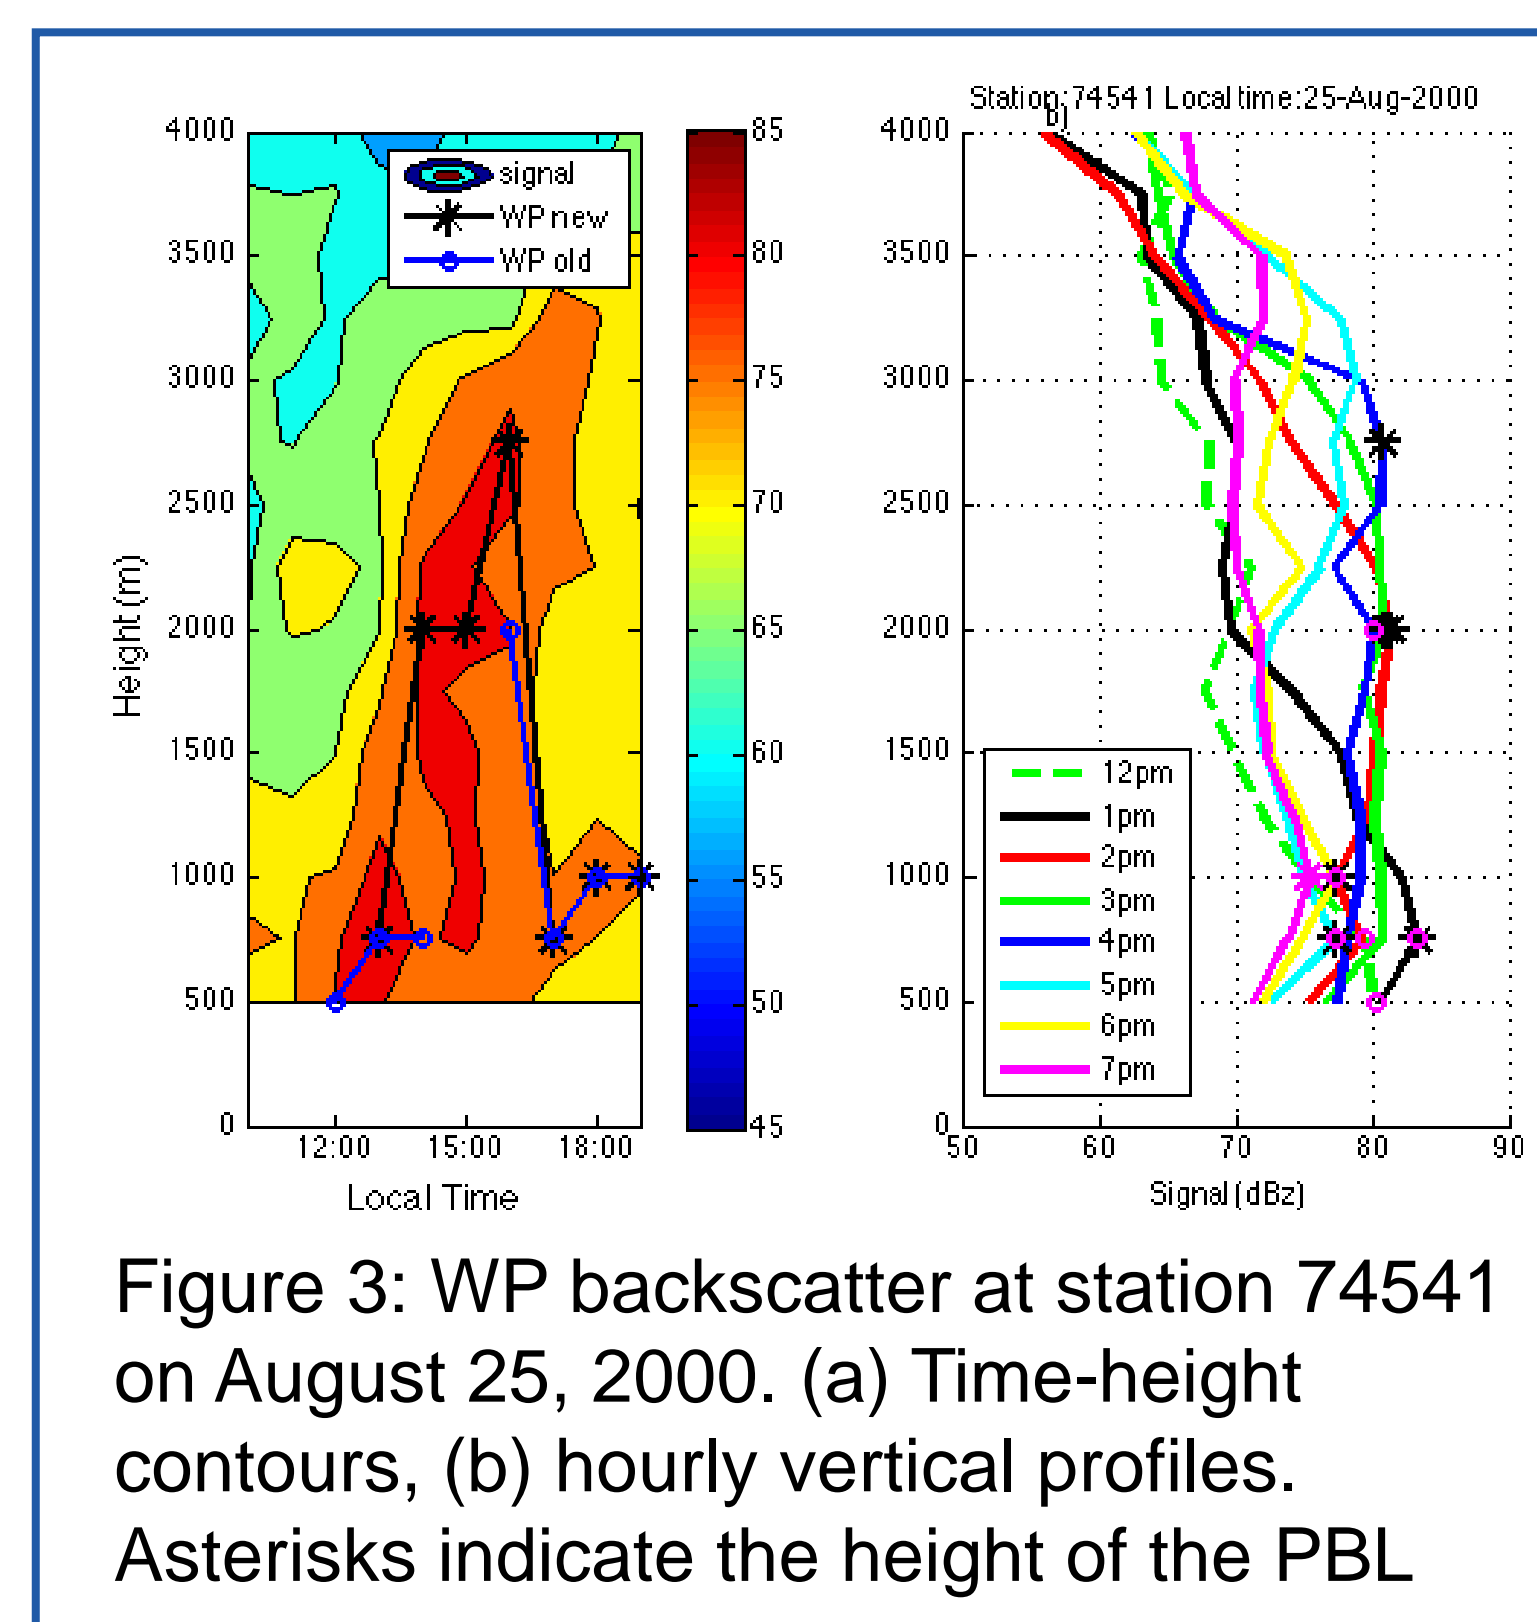 Station:74541 Local time:25-Aug-2000
b)
4000
3500
3000
2500
2000
1500
1000
500
0
Height (m)
12:00
15:00
18:00
Local Time
signal
WP new
WP old
85
80
75
70
65
60
55
50
45
4000
3500
3000
2500
2000
1500
1000
500
0
12pm
1pm
2pm
3pm
4pm
5pm
6pm
7pm
50
60
70
80
90
Signal (dBz)
Figure 3: WP backscatter at station 74541
on August 25, 2000. (a) Time-height
contours, (b) hourly vertical profiles.
Asterisks indicate the height of the PBL